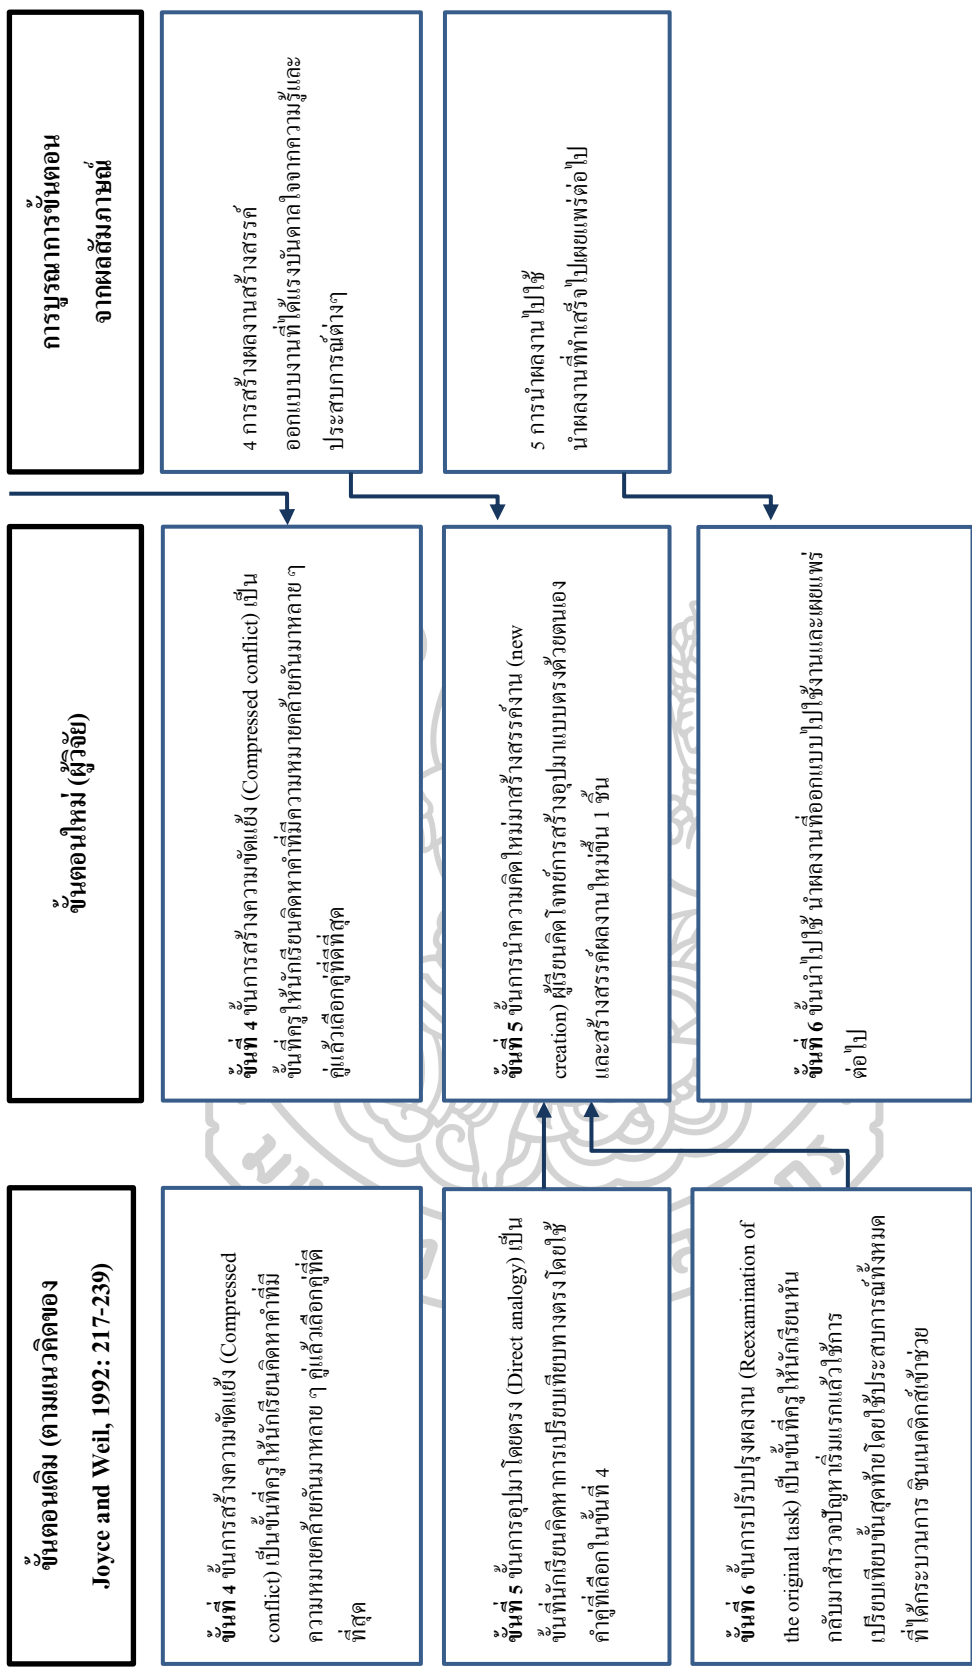 ขั้นตอนเดิม (ตามแนวคิดของ
Joyce and Weil, 1992: 217-239)
ขั้นตอนใหม่ (ผู้วิจัย)
การบูรณาการขั้นตอน
จากผลสัมภาษณ์
ขั้นที่ 4 ขั้นการสร้างความขัดแย้ง (Compressed
conflict) เป็นขั้นที่ครูให้นักเรียนคิดหาคำที่มี
ความหมายคล้ายกันมาหลาย ๆ คู่แล้วเลือกคู่ที่ดี
ที่สุด
ขั้นที่ 4 ขั้นการสร้างความขัดแย้ง (Compressed conflict) เป็น
ขั้นที่ครูให้นักเรียนคิดหาคำที่มีความหมายคล้ายกันมาหลาย ๆ
คู่แล้วเลือกคู่ที่ดีที่สุด
4 การสร้างผลงานสร้างสรรค์
ออกแบบงานที่ได้แรงบันดาลใจจากความรู้และ
ประสบการณ์ต่างๆ
ขั้นที่ 5 ขั้นการอุปมาโดยตรง (Direct analogy) เป็น
ขั้นที่นักเรียนคิดหาการเปรียบเทียบทางตรงโดยใช้
คำคู่ที่เลือกในขั้นที่ 4
ขั้นที่ 5 ขั้นการนำความคิดใหม่มาสร้างสรรค์งาน (new
creation) ผู้เรียนคิดโจทย์การสร้างอุปมาแบบตรงด้วยตนเอง
และสร้างสรรค์ผลงานใหม่ขึ้น 1 ชิ้น
5 การนำผลงานไปใช้
นำผลงานที่ทำเสร็จไปเผยแพร่ต่อไป
ขั้นที่ 6 ขั้นการปรับปรุงผลงาน (Reexamination of
the original task) เป็นขั้นที่ครูให้นักเรียนหัน
กลับมาสำรวจปัญหาเริ่มแรกแล้วใช้การ
เปรียบเทียบขั้นสุดท้ายโดยใช้ประสบการณ์ทั้งหมด
ที่ได้กระบวนการ ซินเนคติกส์เข้าช่วย
ขั้นที่ 6 ขั้นนำไปใช้ นำผลงานที่ออกแบบไปใช้งานและเผยแพร่
ต่อไป